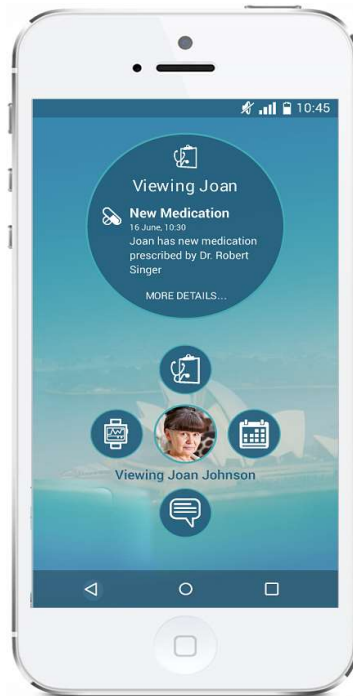 10:45
Viewing Joan
New Medication
16 June, 10:30
Joan has new medication
prescribed by Dr. Robert
Singer
MORE DETAILS...
Viewing Joan Johnson